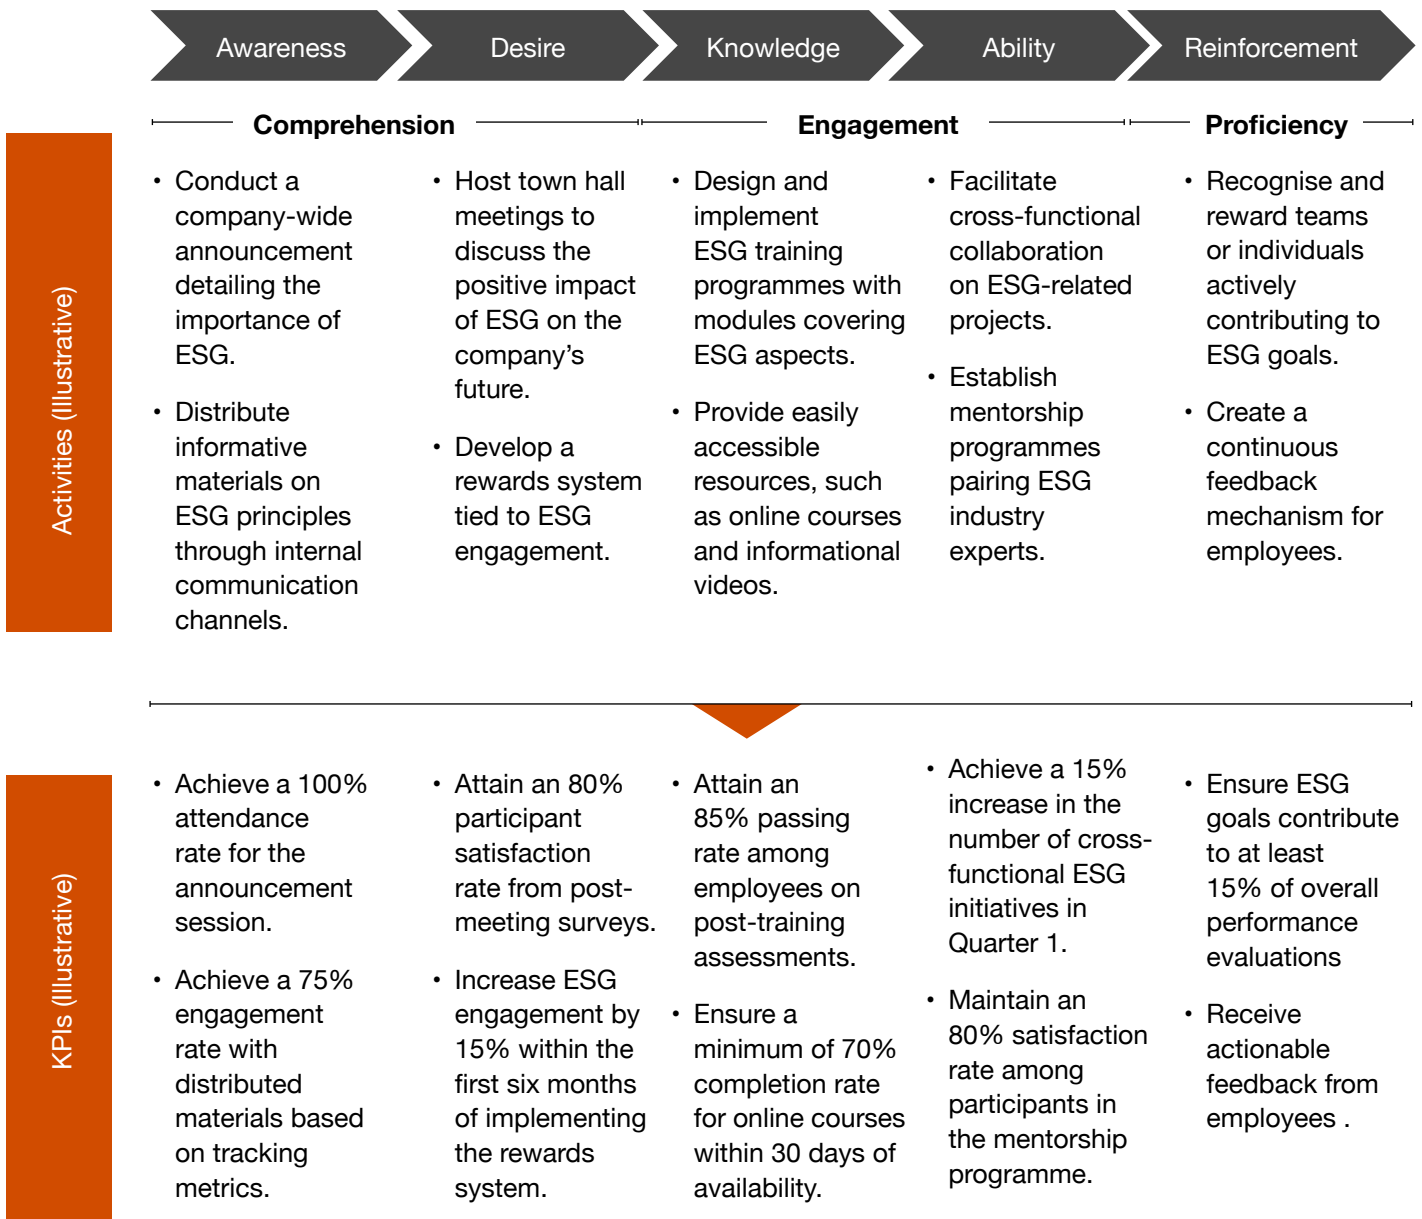 Awareness
Desire
Knowledge
Ability
Reinforcement
Comprehension
Engagement
Proficiency
Activities (Illustrative)
• Conduct a
company-wide
announcement
detailing the
importance of
ESG.
• Distribute
informative
materials on
ESG principles
through internal
communication
channels.
• Host town hall
meetings to
discuss the
positive impact
of ESG on the
company’s
future.
• Develop a
rewards system
tied to ESG
engagement.
• Design and
implement
ESG training
programmes with
modules covering
ESG aspects.
• Provide easily
accessible
resources, such
as online courses
and informational
videos.
• Facilitate
cross-functional
collaboration
on ESG-related
projects.
• Establish
mentorship
programmes
pairing ESG
industry
experts.
• Recognise and
reward teams
or individuals
actively
contributing to
ESG goals.
• Create a
continuous
feedback
mechanism for
employees.
KPIs (Illustrative)
• Achieve a 100%
attendance
rate for the
announcement
session.
• Achieve a 75%
engagement
rate with
distributed
materials based
on tracking
metrics.
• Attain an 80%
participant
satisfaction
rate from post-
meeting surveys.
• Increase ESG
engagement by
15% within the
first six months
of implementing
the rewards
system.
• Attain an
85% passing
rate among
employees on
post-training
assessments.
• Ensure a
minimum of 70%
completion rate
for online courses
within 30 days of
availability.
• Achieve a 15%
increase in the
number of cross-
functional ESG
initiatives in
Quarter 1.
• Maintain an
80% satisfaction
rate among
participants in
the mentorship
programme.
• Ensure ESG
goals contribute
to at least
15% of overall
performance
evaluations
• Receive
actionable
feedback from
employees .